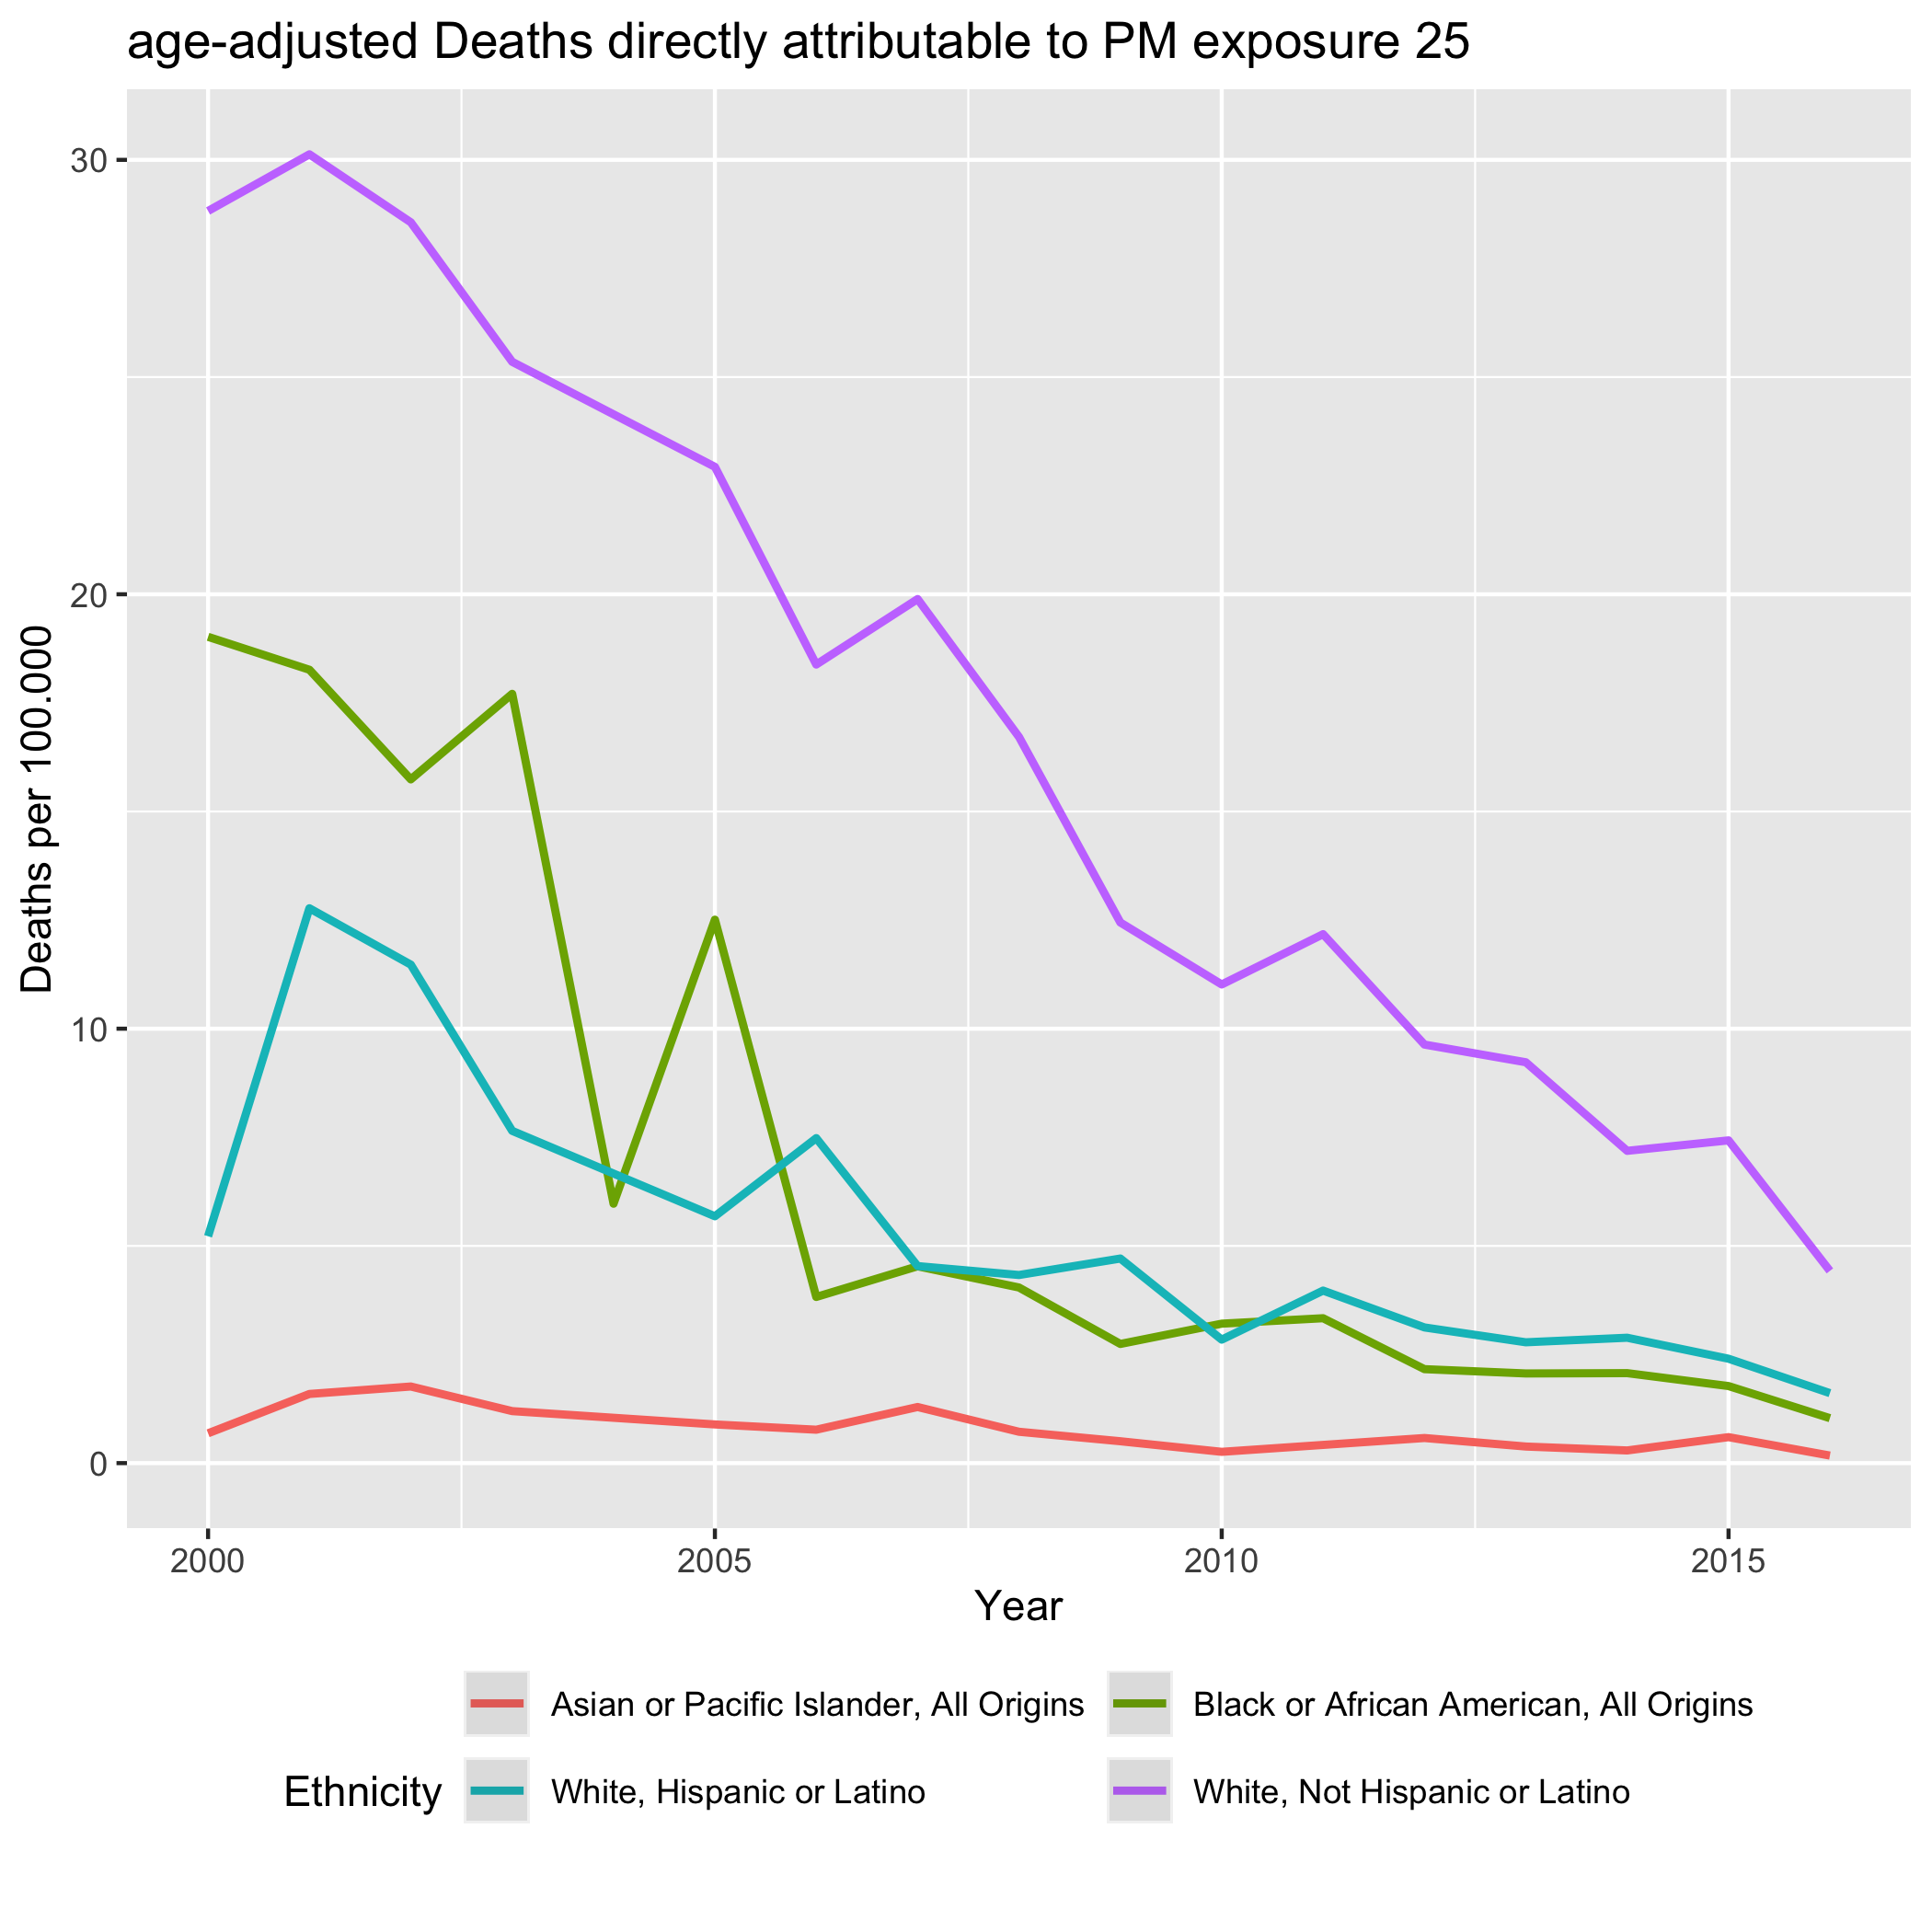 age-adjusted Deaths directly attributable to PM exposure 25
30
20
10
0
Deaths per 100.000
2000 2005 2010 2015
Year
Ethnicity
Asian or Pacific Islander, All Origins
Black or African American, All Origins
White, Hispanic or Latino
White, Not Hispanic or Latino